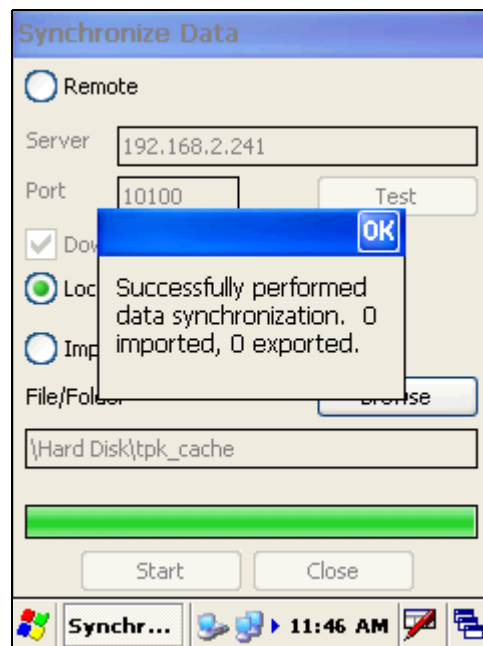 Synchronize Data
Remote
Server 192.168.2.241
Port 10100 Test
OK
Successfully performed
data synchronization. 0
imported, 0 exported.
File/Folder Browse
\Hard Disk\tpk_cache
Start Close
Synchr... 11:46 AM